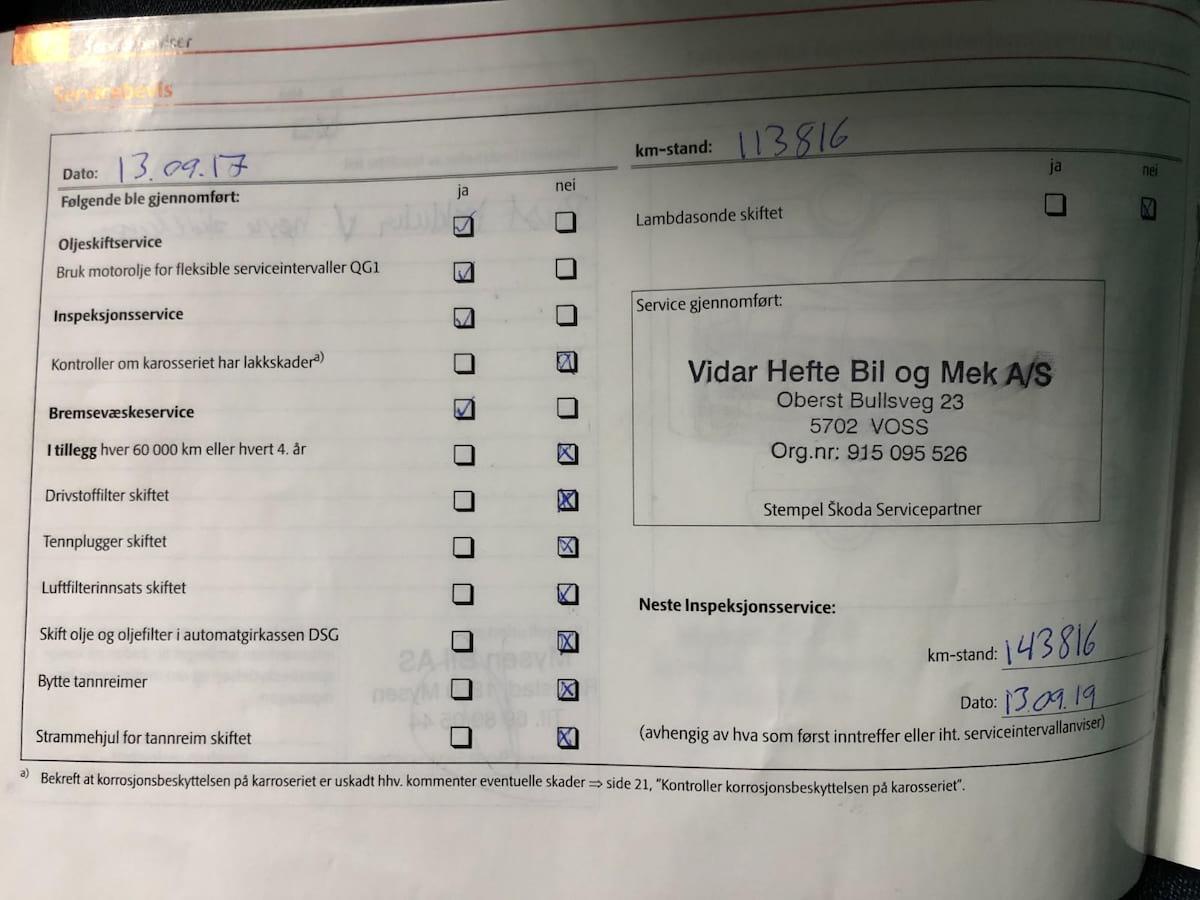 Servicebeviser
Servicebevis
Dato: 13.09.17
Følgende ble gjennomført:
ja nei
Oljeskiftservice
Bruk motorolje for fleksible serviceintervaller QG1
Inspeksjonsservice
Kontroller om karosseriet har lakkskader a)
Bremsevæskeservice
I tillegg hver 60 000 km eller hvert 4. år
Drivstoffilter skiftet
Tennplugger skiftet
Luftfilterinnsats skiftet
Skift olje og oljefilter i automatgirkassen DSG
Bytte tannreimer
Strammehjul for tannreim skiftet
km-stand: 113816
ja nei
Lambdasonde skiftet
Service gjennomført:
Vidar Hefte Bil og Mek A/S
Oberst Bullsveg 23
5702 VOSS
Org.nr: 915 095 526
Stempel Škoda Servicepartner
Neste Inspeksjonsservice:
km-stand: 143816
Dato: 13.09.19
(avhengig av hva som først inntreffer eller iht. serviceintervallanviser)
a) Bekreft at korrosjonsbeskyttelsen på karroseriet er uskadt hhv. kommenter eventuelle skader ⇒ side 21, "Kontroller korrosjonsbeskyttelsen på karosseriet".